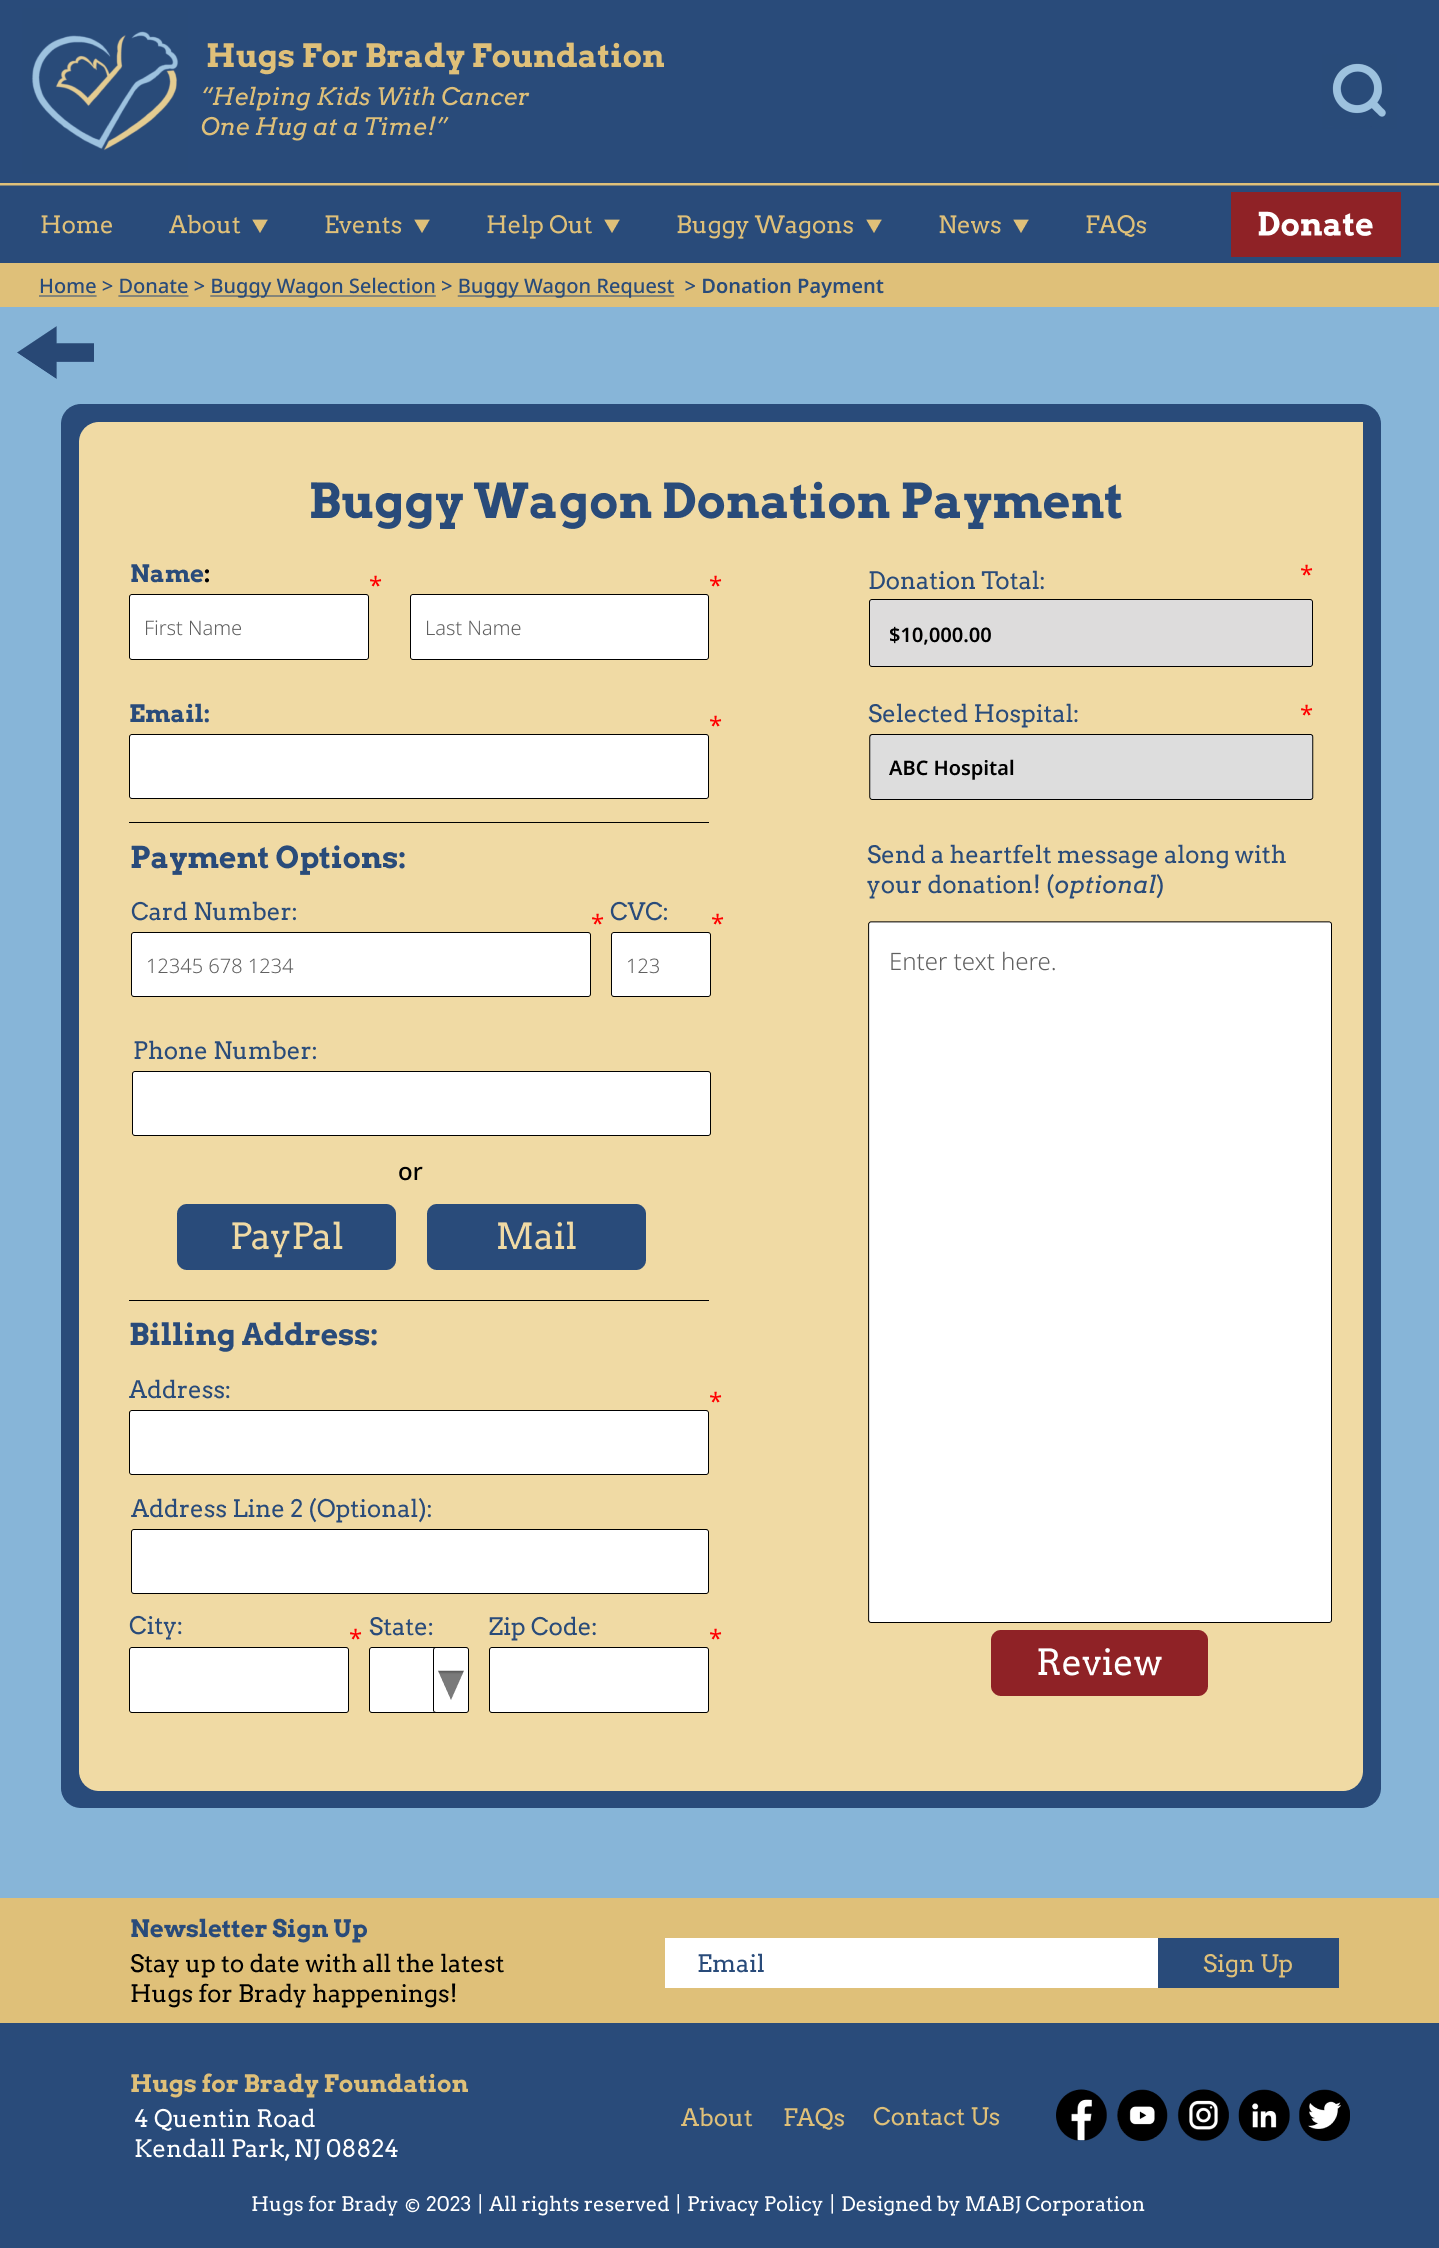 Hugs For Brady Foundation
“Helping Kids With Cancer
One Hug at a Time!”
Home About ▼ Events ▼ Help Out ▼ Buggy Wagons ▼ News ▼ FAQs Donate
Home > Donate > Buggy Wagon Selection > Buggy Wagon Request > Donation Payment
Buggy Wagon Donation Payment
Name:
* *
First Name Last Name
Email:
*
Payment Options:
Card Number: * CVC: *
12345 678 1234 123
Phone Number:
or
PayPal Mail
Billing Address:
Address:
*
Address Line 2 (Optional):
City: * State: Zip Code: *
Donation Total: *
$10,000.00
Selected Hospital: *
ABC Hospital
Send a heartfelt message along with
your donation! (optional)
Enter text here.
Review
Newsletter Sign Up
Stay up to date with all the latest
Hugs for Brady happenings!
Email Sign Up
Hugs for Brady Foundation
4 Quentin Road
Kendall Park, NJ 08824
About FAQs Contact Us
Hugs for Brady © 2023 | All rights reserved | Privacy Policy | Designed by MABJ Corporation